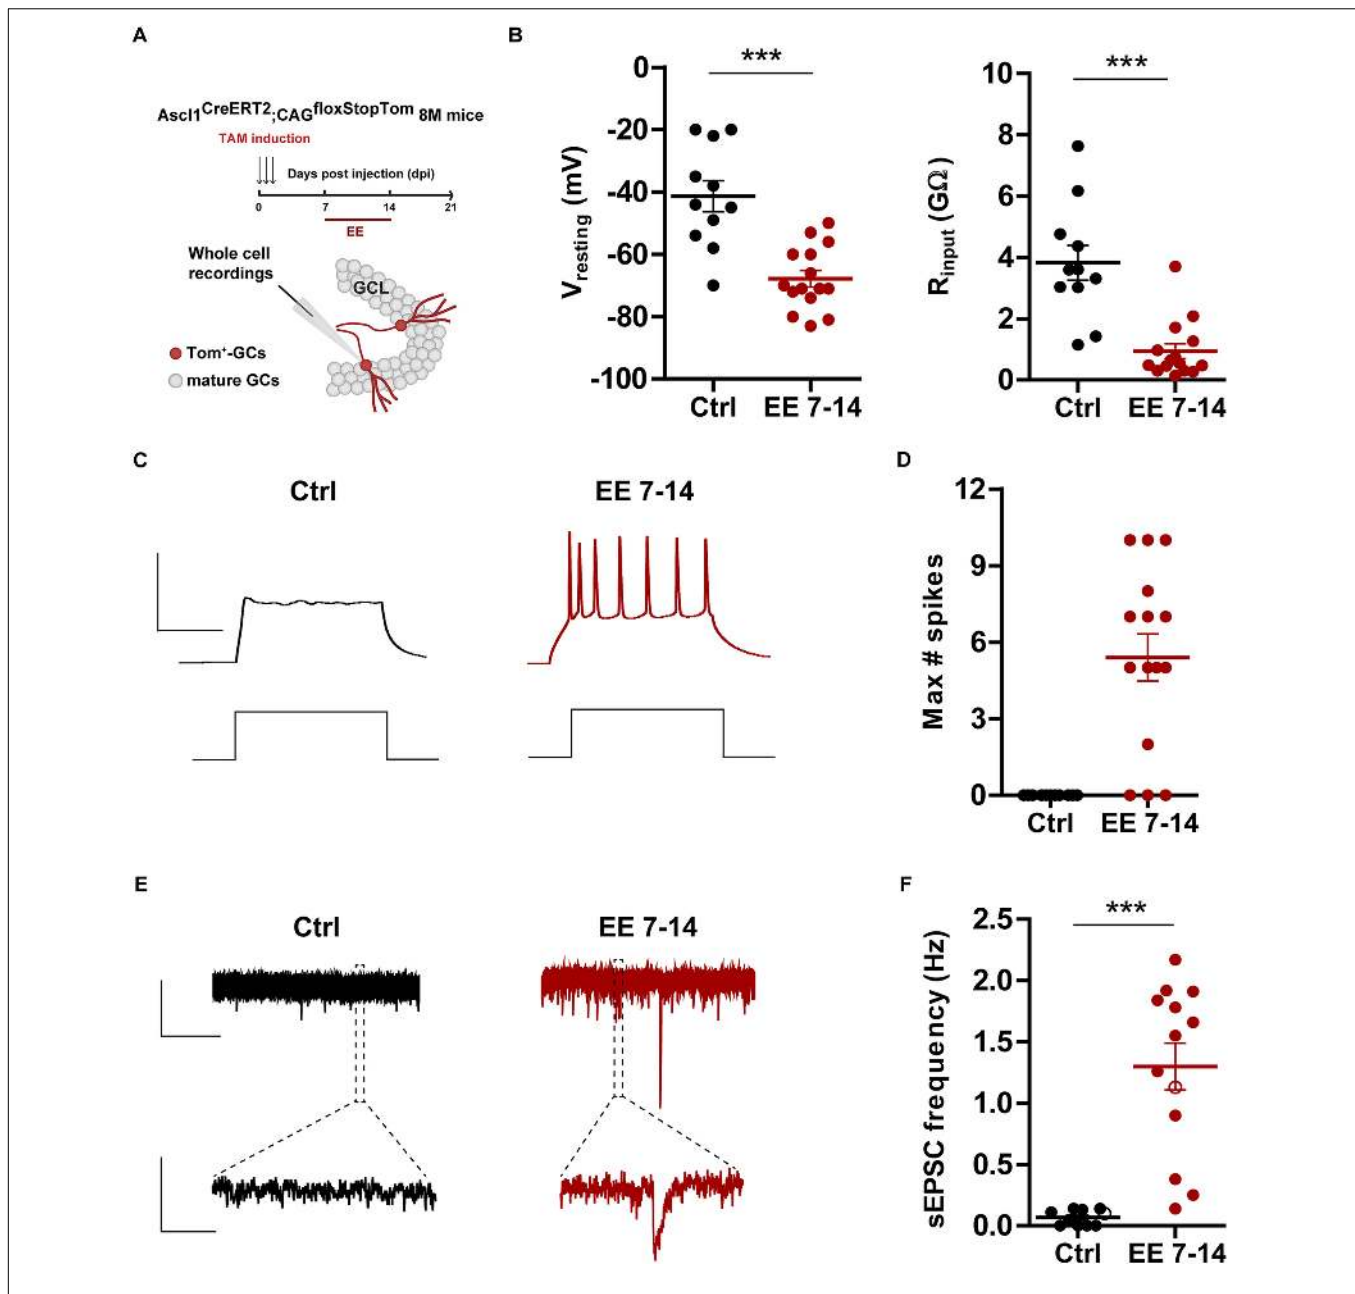 A
Ascl1CreERT2;CAGfloxStopTom 8M mice
TAM induction
Days post injection (dpi)
0 7 14 21
EE
Whole cell
recordings
GCL
Tom+-GCs
mature GCs
B
***
0
-20
-40
-60
-80
-100
Vresting (mV)
Ctrl EE 7-14
***
10
8
6
4
2
0
Rinput (GΩ)
Ctrl EE 7-14
C
Ctrl EE 7-14
D
12
9
6
3
0
Max # spikes
Ctrl EE 7-14
E
Ctrl EE 7-14
F
***
2.5
2.0
1.5
1.0
0.5
0.0
sEPSC frequency (Hz)
Ctrl EE 7-14